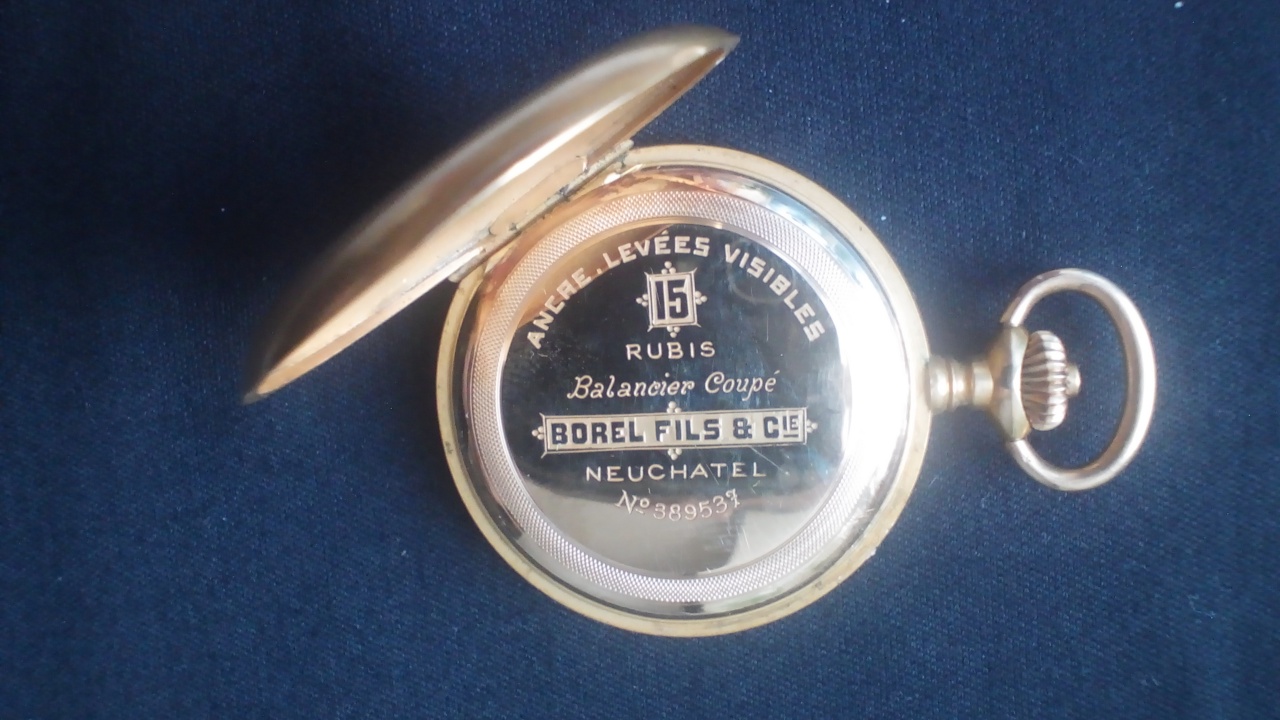 ANCRE. LEVÉES VISIBLES
15
RUBIS
Balancier Coupé
BOREL FILS & CIE
NEUCHATEL
Nº 389537